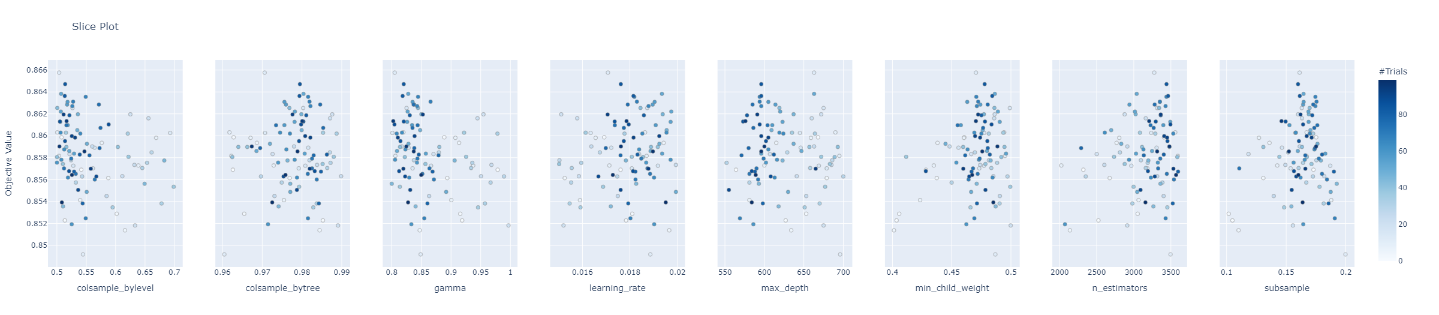 Slice Plot
#Trials
Objective Value
0.866
0.864
0.862
0.86
0.858
0.856
0.854
0.852
0.85
80
60
40
20
0
0.5 0.55 0.6 0.65 0.7
0.96 0.97 0.98 0.99
0.8 0.85 0.9 0.95 1
0.016 0.018 0.02
550 600 650 700
0.4 0.45 0.5
2000 2500 3000 3500
0.1 0.15 0.2
colsample_bylevel
colsample_bytree
gamma
learning_rate
max_depth
min_child_weight
n_estimators
subsample